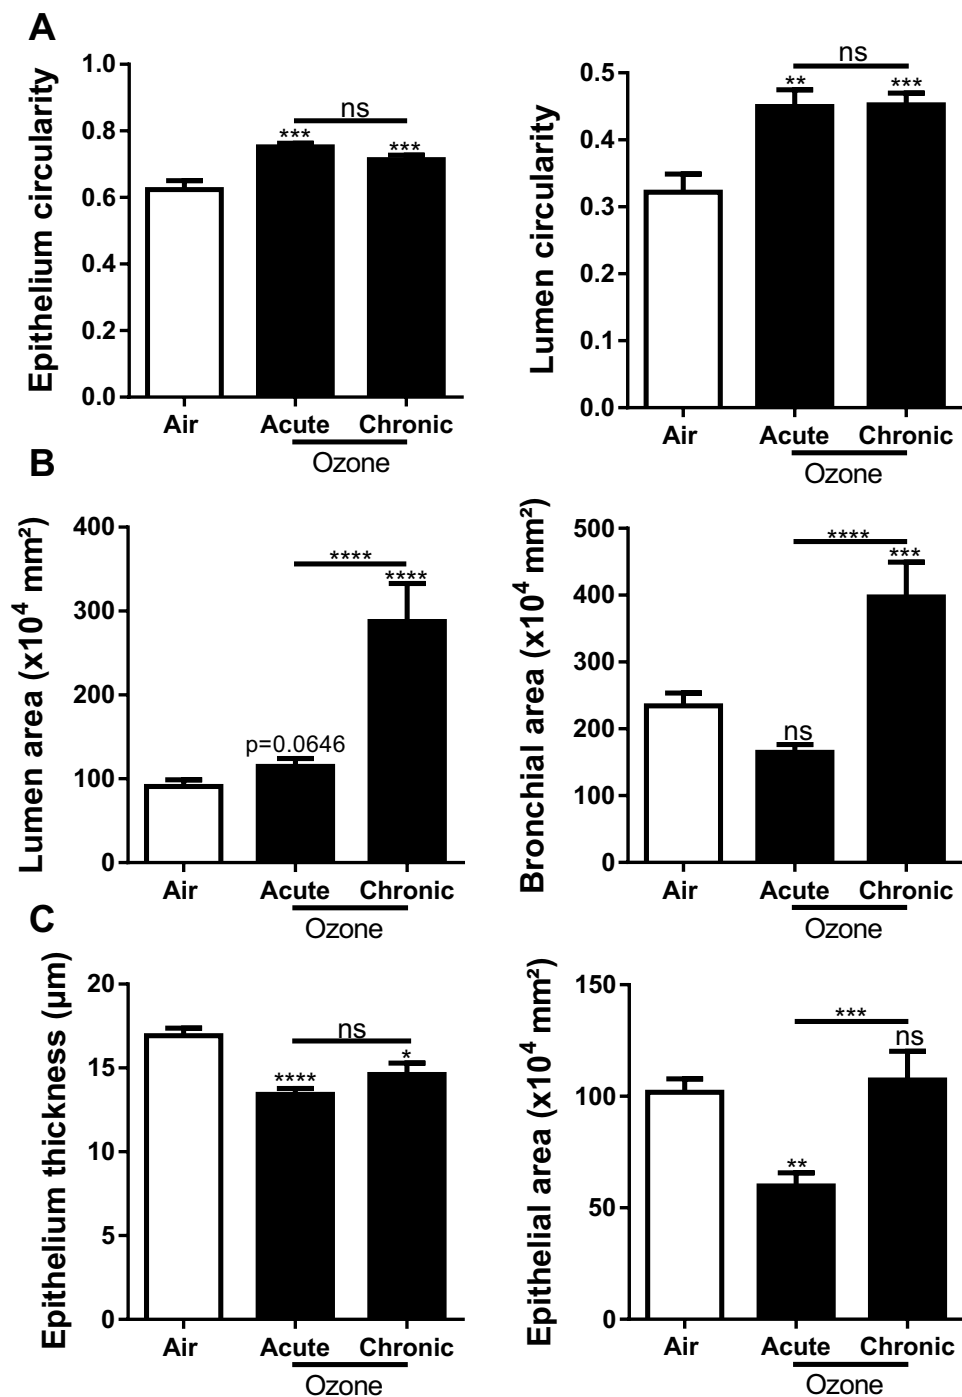 A
Epithelium circularity
1.0
0.8
0.6
0.4
0.2
0.0
ns
***
***
Air
Acute
Chronic
Ozone
Lumen circularity
0.5
0.4
0.3
0.2
0.1
0.0
ns
**
***
Air
Acute
Chronic
Ozone
B
Lumen area (x10⁴ mm²)
400
300
200
100
0
****
****
p=0.0646
Air
Acute
Chronic
Ozone
Bronchial area (x10⁴ mm²)
500
400
300
200
100
0
****
***
ns
Air
Acute
Chronic
Ozone
C
Epithelium thickness (µm)
20
15
10
5
0
ns
****
*
Air
Acute
Chronic
Ozone
Epithelial area (x10⁴ mm²)
150
100
50
0
***
ns
**
Air
Acute
Chronic
Ozone